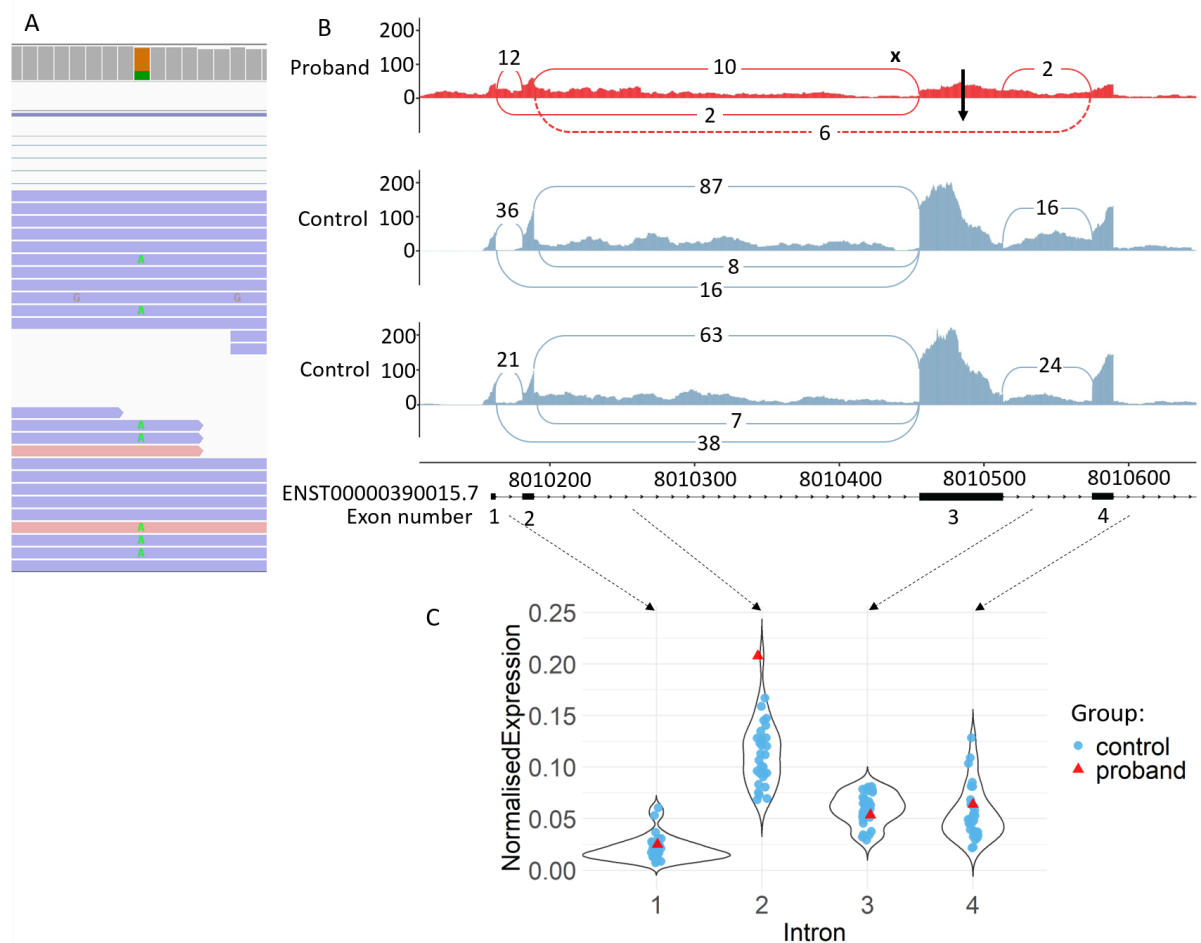 A
A
G G
A
A
A
A
A
A
B
Proband
200
100
0
12
10
x
2
2
6
Control
200
100
0
36
87
16
8
16
Control
200
100
0
21
63
24
7
38
8010200 8010300 8010400 8010500 8010600
ENST00000390015.7
Exon number 1 2 3 4
C
NormalisedExpression
0.25
0.20
0.15
0.10
0.05
0.00
1 2 3 4
Intron
Group:
control
proband